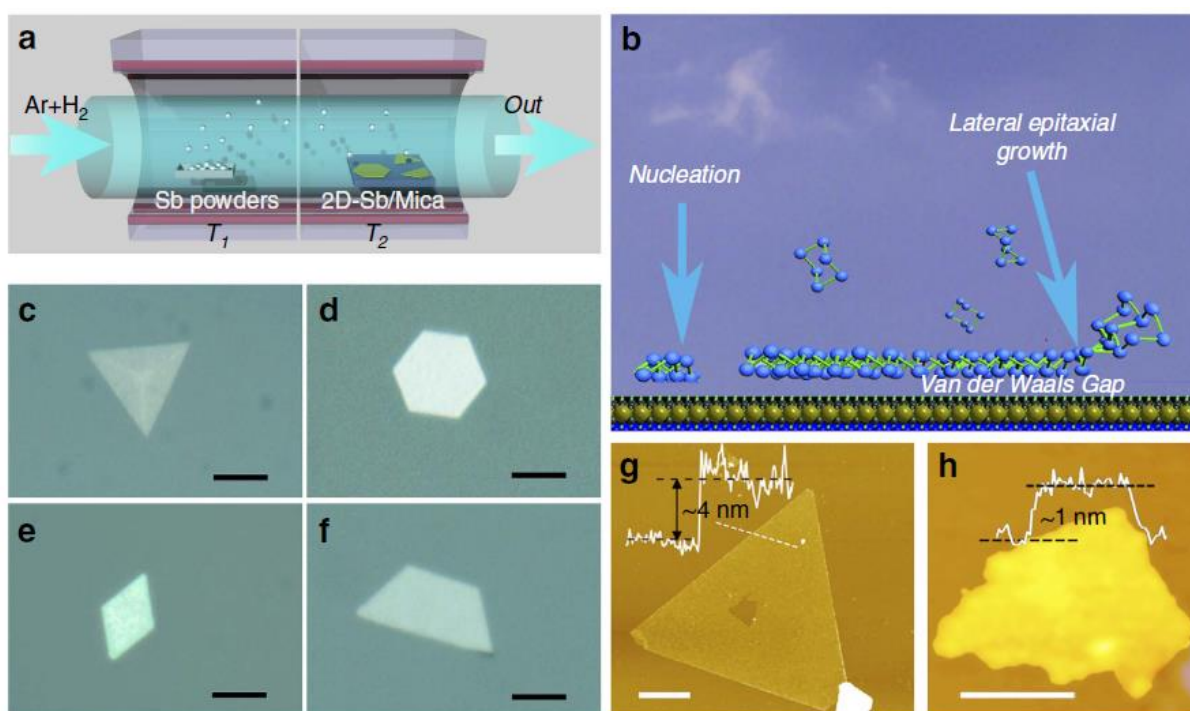 a
Ar+H2
Out
Sb powders
2D-Sb/Mica
T1
T2
b
Nucleation
Lateral epitaxial
growth
Van der Waals Gap
c
d
e
f
g
~4 nm
h
~1 nm